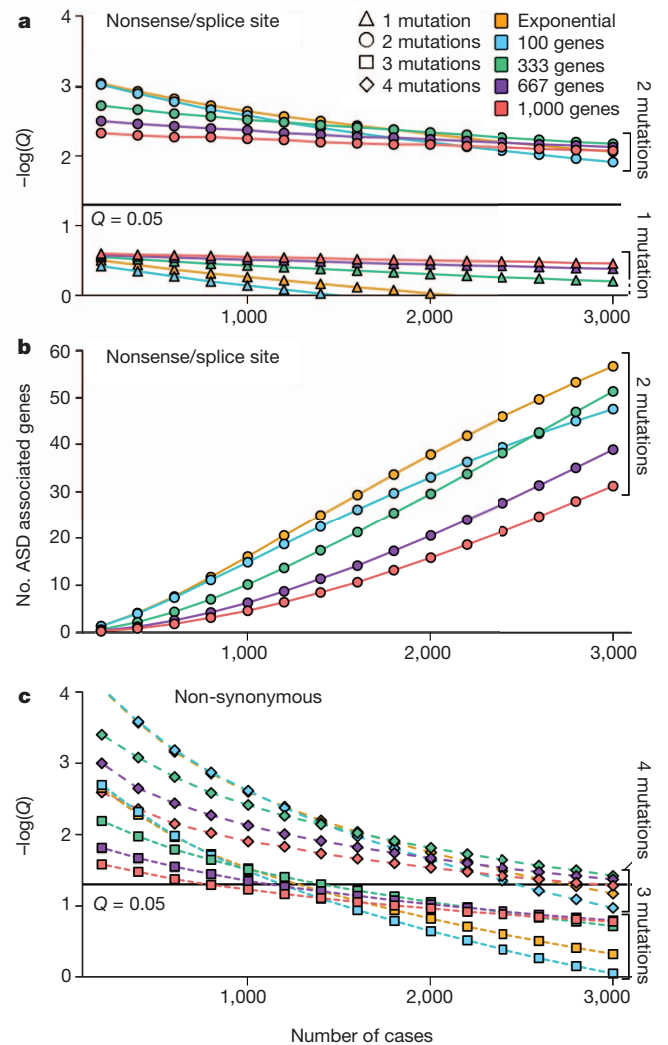 a
Nonsense/splice site
1 mutation
2 mutations
3 mutations
4 mutations
Exponential
100 genes
333 genes
667 genes
1,000 genes
4
3
2
1
0
–log(Q)
Q = 0.05
2 mutations
1 mutation
1,000
2,000
3,000
b
Nonsense/splice site
60
50
40
30
20
10
0
No. ASD associated genes
2 mutations
1,000
2,000
3,000
c
Non-synonymous
4
3
2
1
0
–log(Q)
Q = 0.05
4 mutations
3 mutations
1,000
2,000
3,000
Number of cases